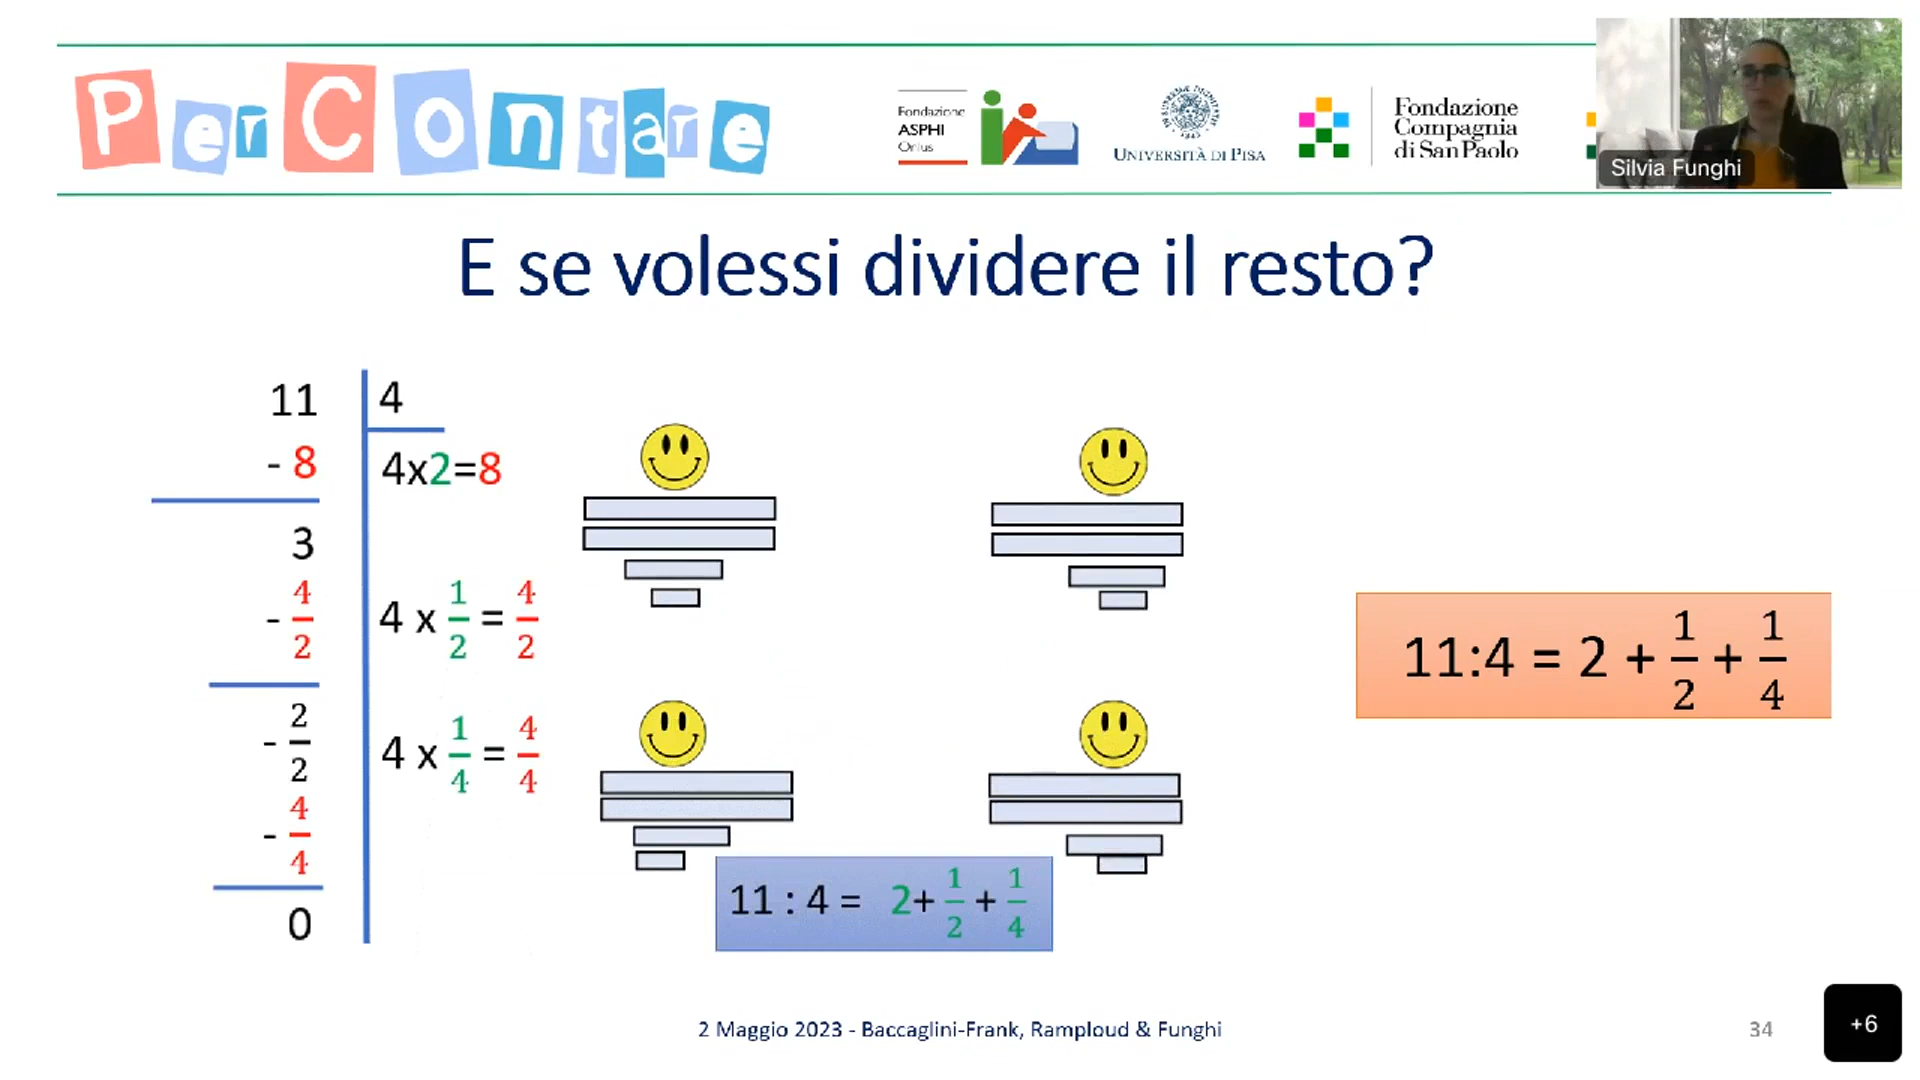 PerContare
Fondazione
ASPHI
Onlus
UNIVERSITÀ DI PISA
Fondazione
Compagnia
di San Paolo
Silvia Funghi
E se volessi dividere il resto?
11 | 4
- 8 | 4x2=8
3
- 4/2 | 4 x 1/2 = 4/2
- 2/2 | 4 x 1/4 = 4/4
- 4/4
0
11 : 4 = 2+ 1/2 + 1/4
11:4 = 2 + 1/2 + 1/4
2 Maggio 2023 - Baccaglini-Frank, Ramploud & Funghi
34
+6